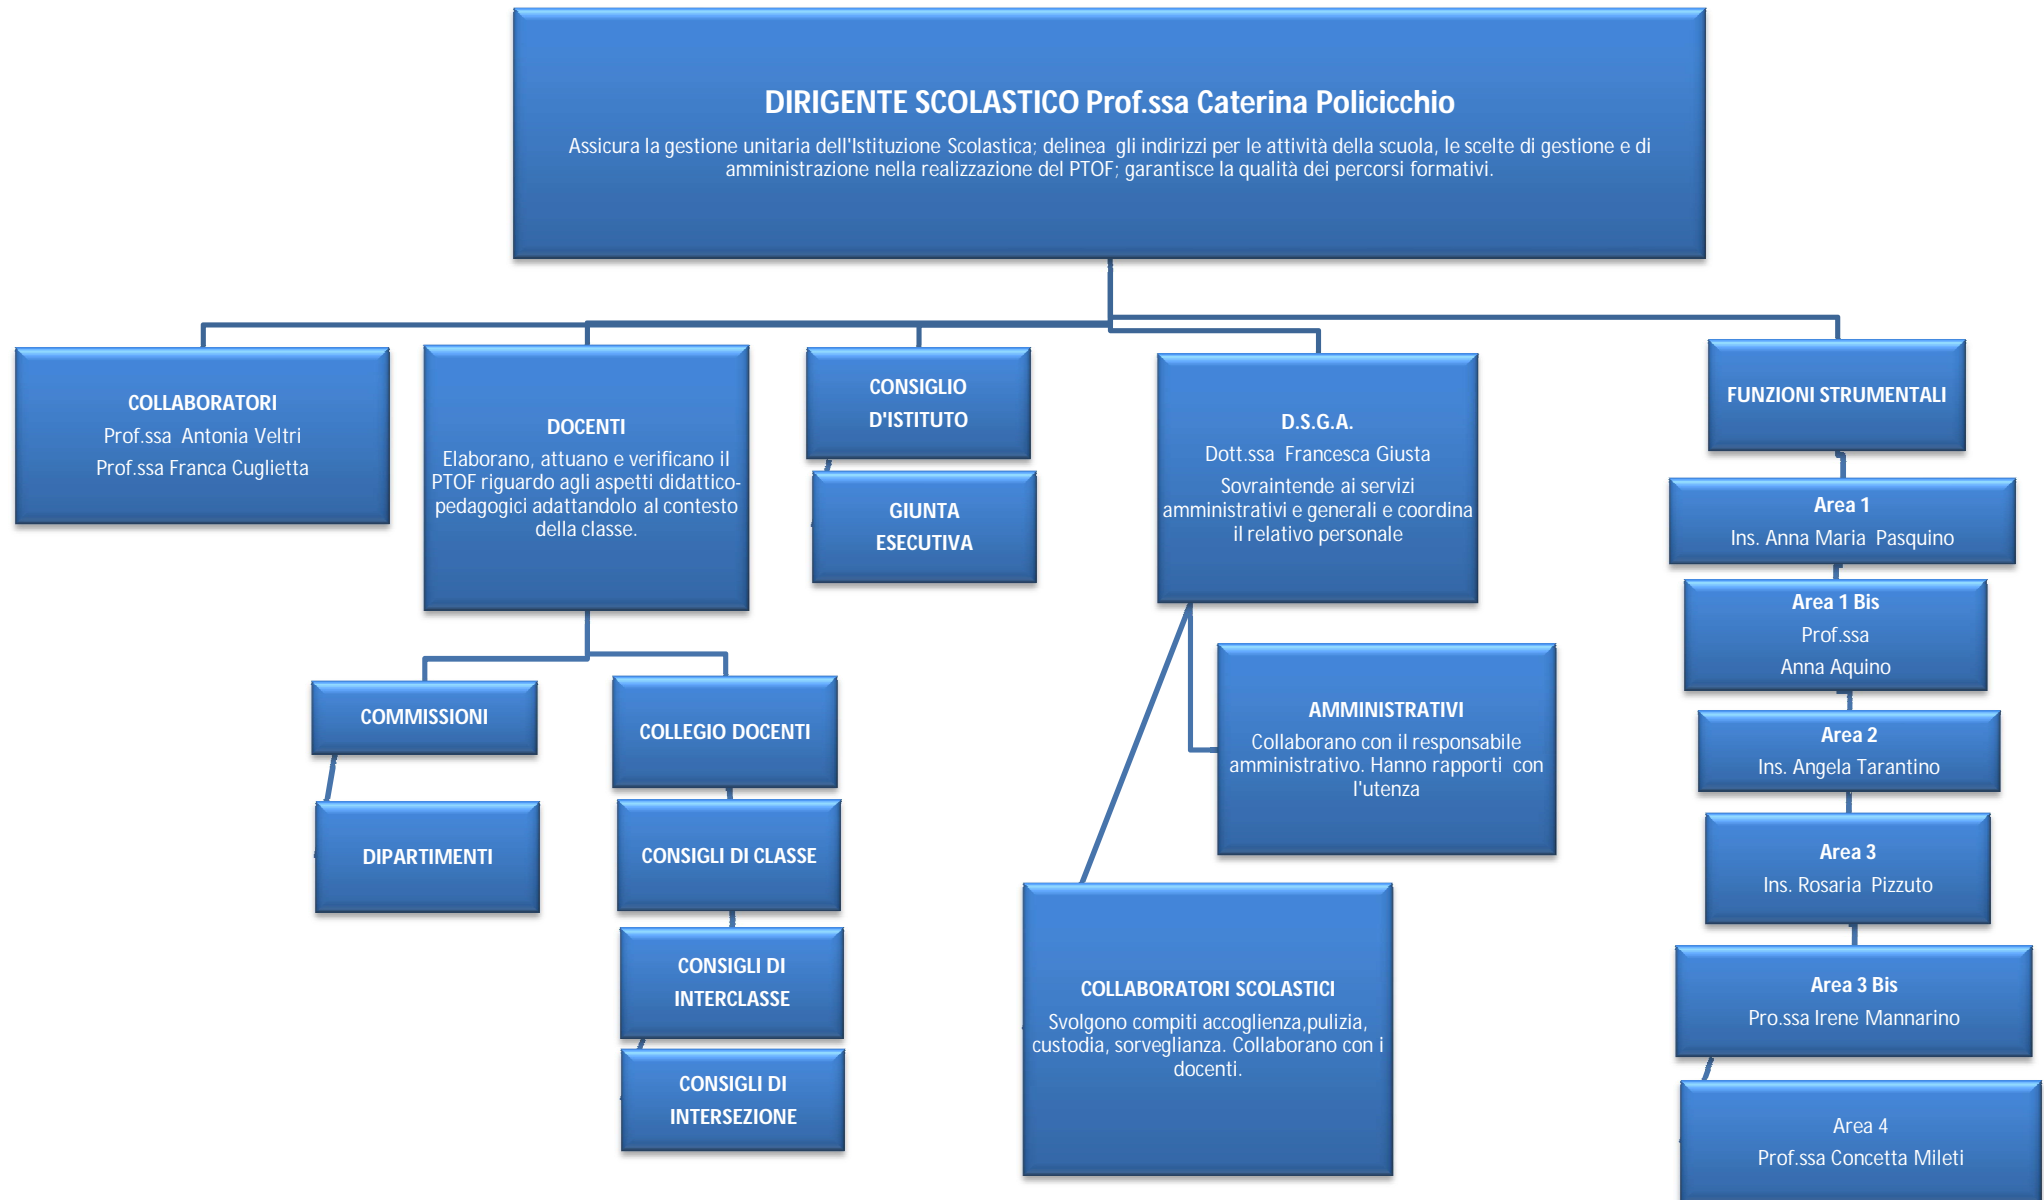 DIRIGENTE SCOLASTICO Prof.ssa Caterina Policicchio
Assicura la gestione unitaria dell'Istituzione Scolastica; delinea gli indirizzi per le attività della scuola, le scelte di gestione e di
amministrazione nella realizzazione del PTOF; garantisce la qualità dei percorsi formativi.
COLLABORATORI
Prof.ssa Antonia Veltri
Prof.ssa Franca Cuglietta
DOCENTI
Elaborano, attuano e verificano il
PTOF riguardo agli aspetti didattico-
pedagogici adattandolo al contesto
della classe.
COMMISSIONI
DIPARTIMENTI
COLLEGIO DOCENTI
CONSIGLI DI CLASSE
CONSIGLI DI
INTERCLASSE
CONSIGLI DI
INTERSEZIONE
CONSIGLIO
D'ISTITUTO
GIUNTA
ESECUTIVA
D.S.G.A.
Dott.ssa Francesca Giusta
Sovraintende ai servizi
amministrativi e generali e coordina
il relativo personale
AMMINISTRATIVI
Collaborano con il responsabile
amministrativo. Hanno rapporti con
l'utenza
COLLABORATORI SCOLASTICI
Svolgono compiti accoglienza,pulizia,
custodia, sorveglianza. Collaborano con i
docenti.
FUNZIONI STRUMENTALI
Area 1
Ins. Anna Maria Pasquino
Area 1 Bis
Prof.ssa
Anna Aquino
Area 2
Ins. Angela Tarantino
Area 3
Ins. Rosaria Pizzuto
Area 3 Bis
Pro.ssa Irene Mannarino
Area 4
Prof.ssa Concetta Mileti